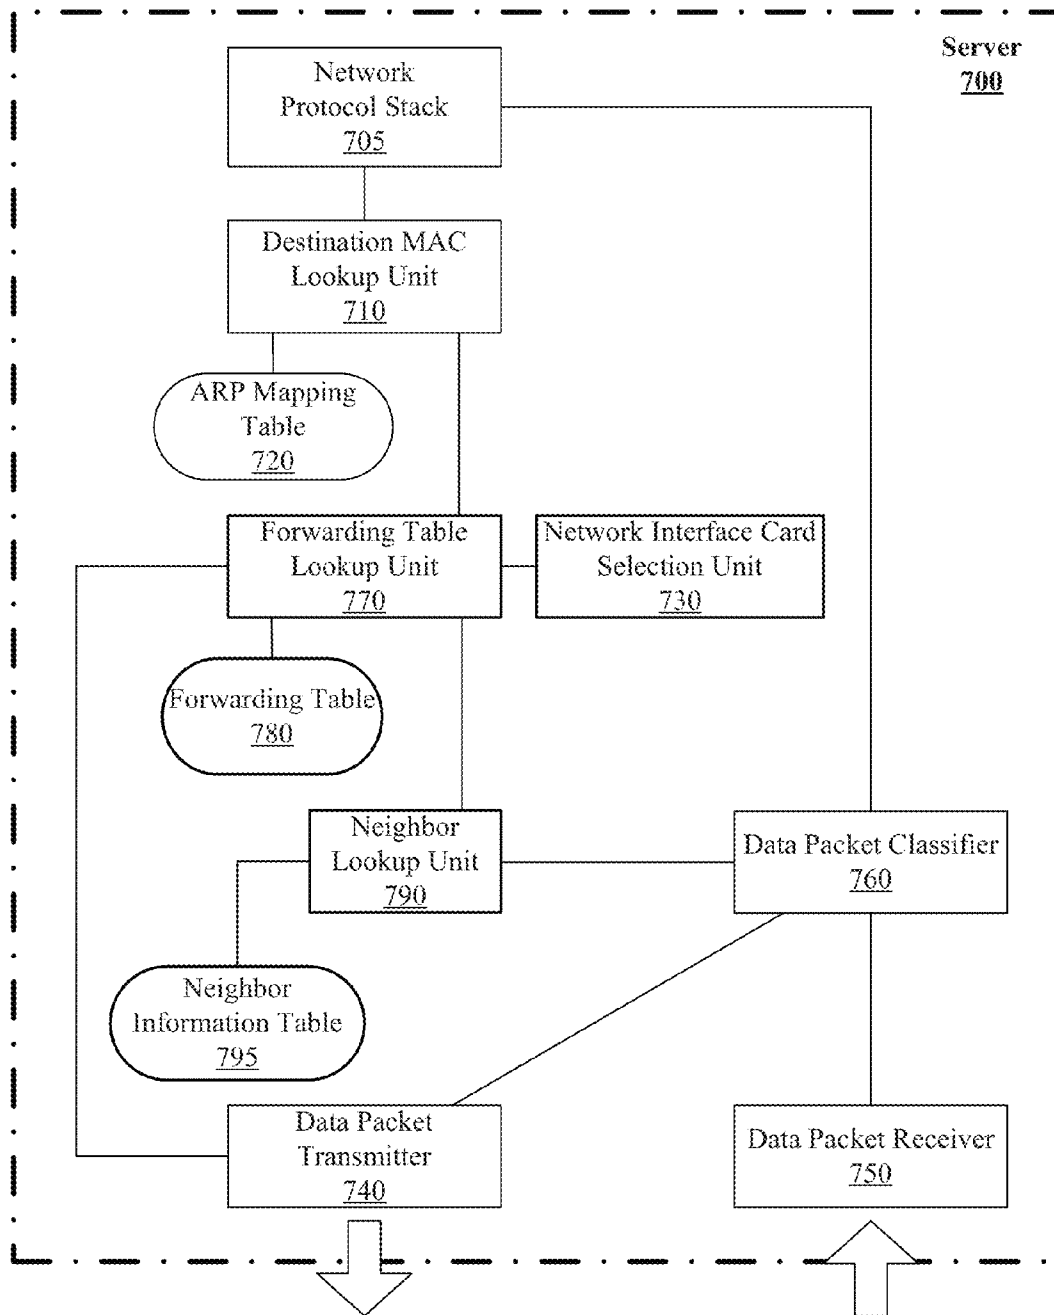 Server
700
Network
Protocol Stack
705
Destination MAC
Lookup Unit
710
ARP Mapping
Table
720
Forwarding Table
Lookup Unit
770
Network Interface Card
Selection Unit
730
Forwarding Table
780
Neighbor
Lookup Unit
790
Data Packet Classifier
760
Neighbor
Information Table
795
Data Packet
Transmitter
740
Data Packet Receiver
750